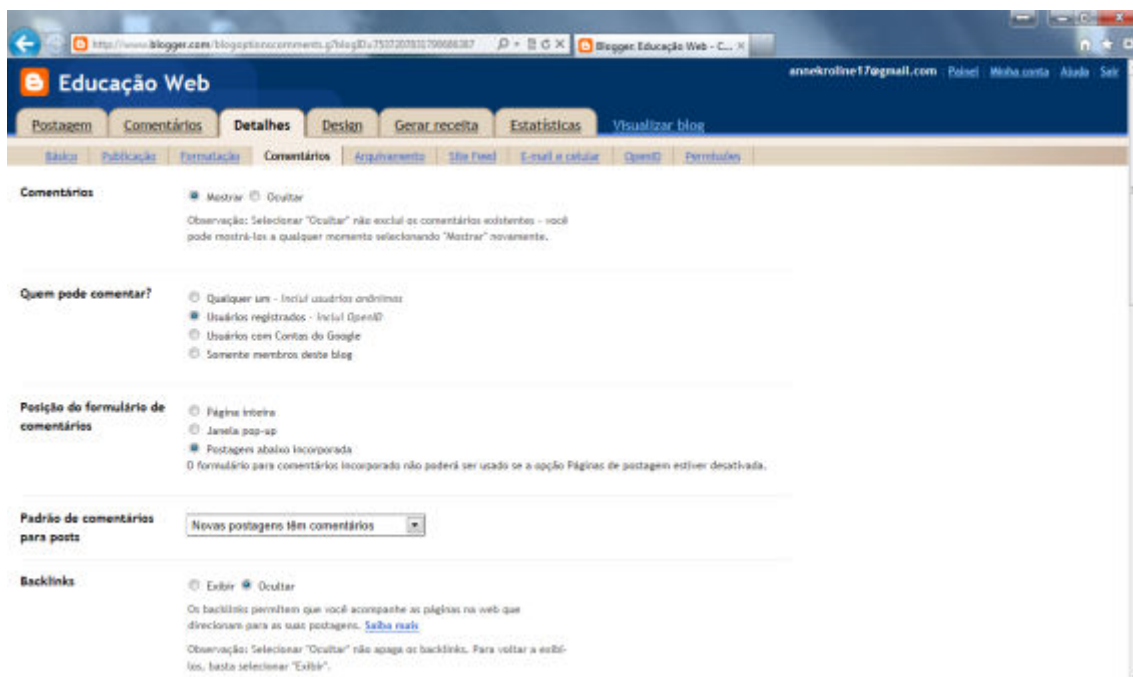 http://www.blogger.com/blogoptionscomments.g?blogID=
Blogger: Educação Web - C...
Educação Web
annekroline17@gmail.com Painel Minha conta Ajuda Sair
Postagem Comentários Detalhes Design Gerar receita Estatísticas Visualizar blog
Básico Publicação Formatação Comentários Arquivamento Site Feed E-mail e celular OpenID Permissões
Comentários
Mostrar Ocultar
Observação: Selecionar "Ocultar" não exclui os comentários existentes - você
pode mostrá-los a qualquer momento selecionando "Mostrar" novamente.
Quem pode comentar?
Qualquer um - inclui usuários anônimos
Usuários registrados - inclui OpenID
Usuários com Contas do Google
Somente membros deste blog
Posição do formulário de
comentários
Página inteira
Janela pop-up
Postagem abaixo incorporada
O formulário para comentários incorporado não poderá ser usado se a opção Páginas de postagem estiver desativada.
Padrão de comentários
para posts
Novas postagens têm comentários
Backlinks
Exibir Ocultar
Os backlinks permitem que você acompanhe as páginas na web que
direcionam para as suas postagens. Saiba mais
Observação: Selecionar "Ocultar" não apaga os backlinks. Para voltar a exibi-
los, basta selecionar "Exibir".